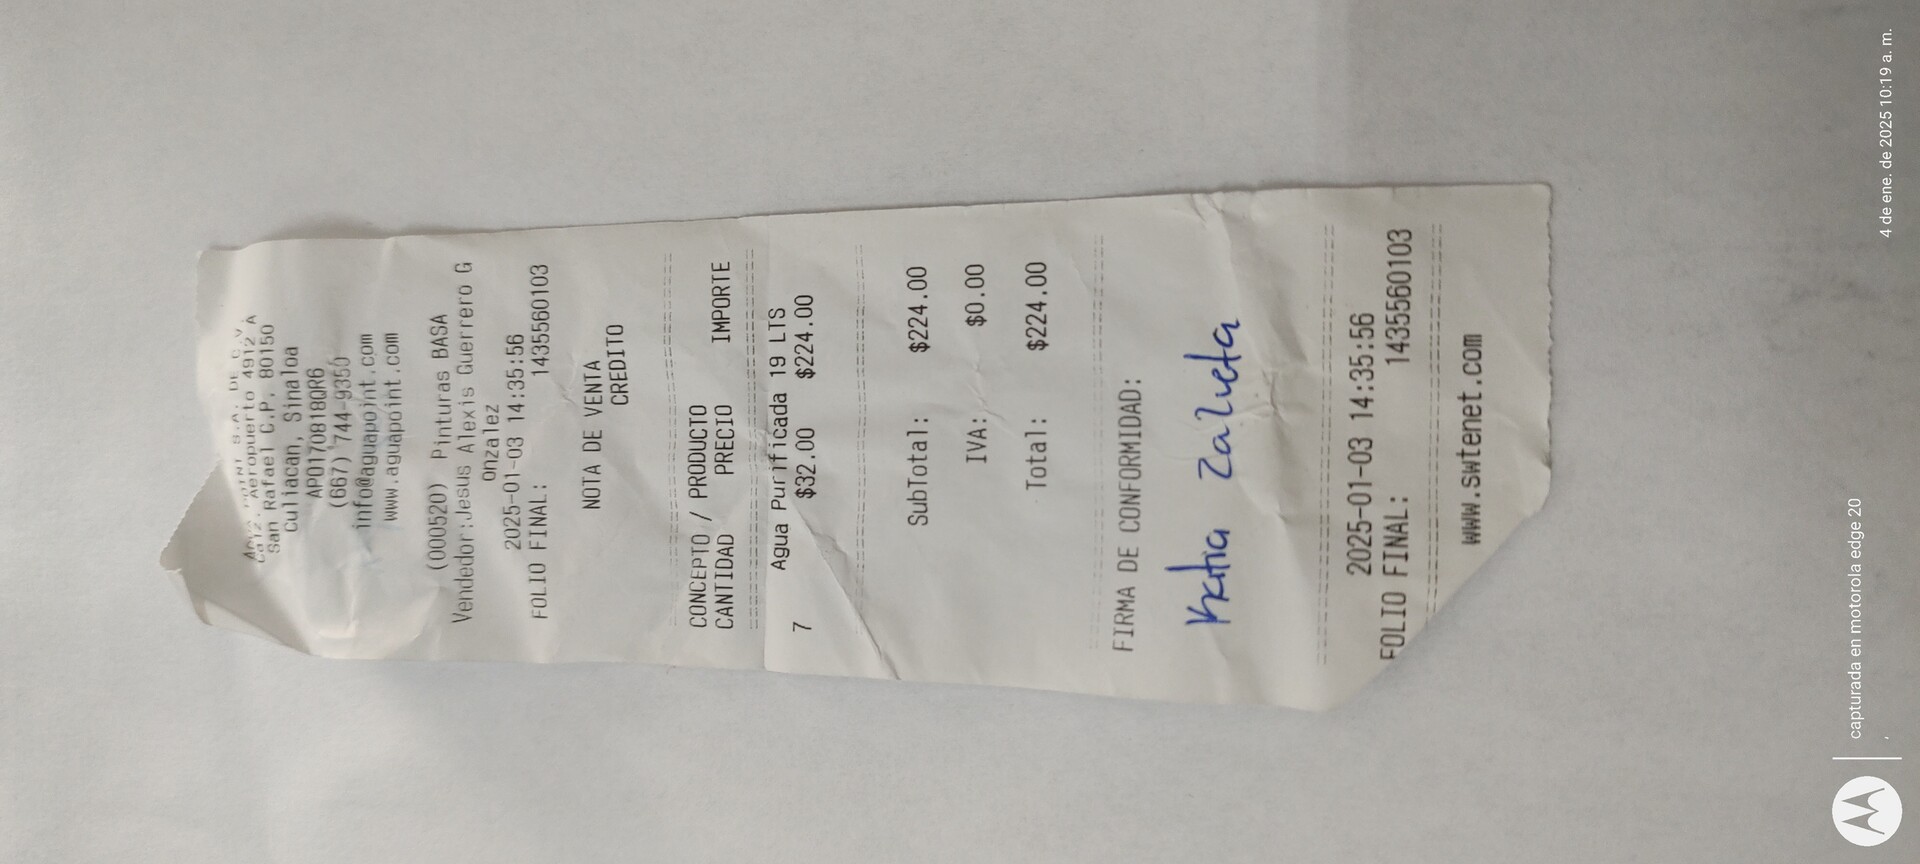 S.A. DE C.V.
Aeropuerto 4912 A
San Rafael C.P. 80150
Culiacan, Sinaloa
APO170818QR6
(667) 744-9350
info@aguapoint.com
www.aguapoint.com
(000520) Pinturas BASA
Vendedor:Jesus Alexis Guerrero G
onzalez
2025-01-03 14:35:56
FOLIO FINAL: 1435560103
NOTA DE VENTA
CREDITO
CONCEPTO / PRODUCTO
CANTIDAD PRECIO IMPORTE
Agua Purificada 19 LTS
7 $32.00 $224.00
SubTotal: $224.00
IVA: $0.00
Total: $224.00
FIRMA DE CONFORMIDAD:
Katia Zazueta
2025-01-03 14:35:56
FOLIO FINAL: 1435560103
www.swtenet.com
capturada en motorola edge 20
4 de ene. de 2025 10:19 a. m.